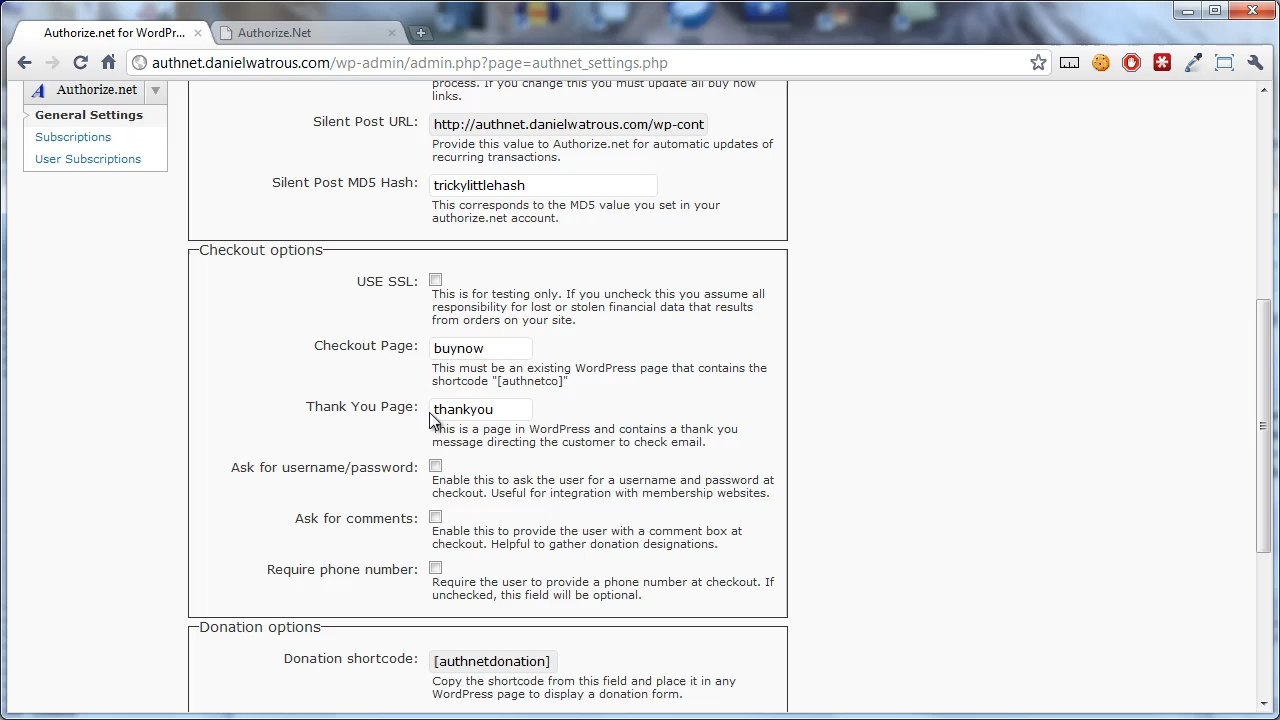 Authorize.net for WordPr...
Authorize.Net
authnet.danielwatrous.com/wp-admin/admin.php?page=authnet_settings.php
Authorize.net
General Settings
Subscriptions
User Subscriptions
process. If you change this you must update all buy now
links.
Silent Post URL: http://authnet.danielwatrous.com/wp-cont
Provide this value to Authorize.net for automatic updates of
recurring transactions.
Silent Post MD5 Hash: trickylittlehash
This corresponds to the MD5 value you set in your
authorize.net account.
Checkout options
USE SSL:
This is for testing only. If you uncheck this you assume all
responsibility for lost or stolen financial data that results
from orders on your site.
Checkout Page: buynow
This must be an existing WordPress page that contains the
shortcode "[authnetco]"
Thank You Page: thankyou
This is a page in WordPress and contains a thank you
message directing the customer to check email.
Ask for username/password:
Enable this to ask the user for a username and password at
checkout. Useful for integration with membership websites.
Ask for comments:
Enable this to provide the user with a comment box at
checkout. Helpful to gather donation designations.
Require phone number:
Require the user to provide a phone number at checkout. If
unchecked, this field will be optional.
Donation options
Donation shortcode: [authnetdonation]
Copy the shortcode from this field and place it in any
WordPress page to display a donation form.